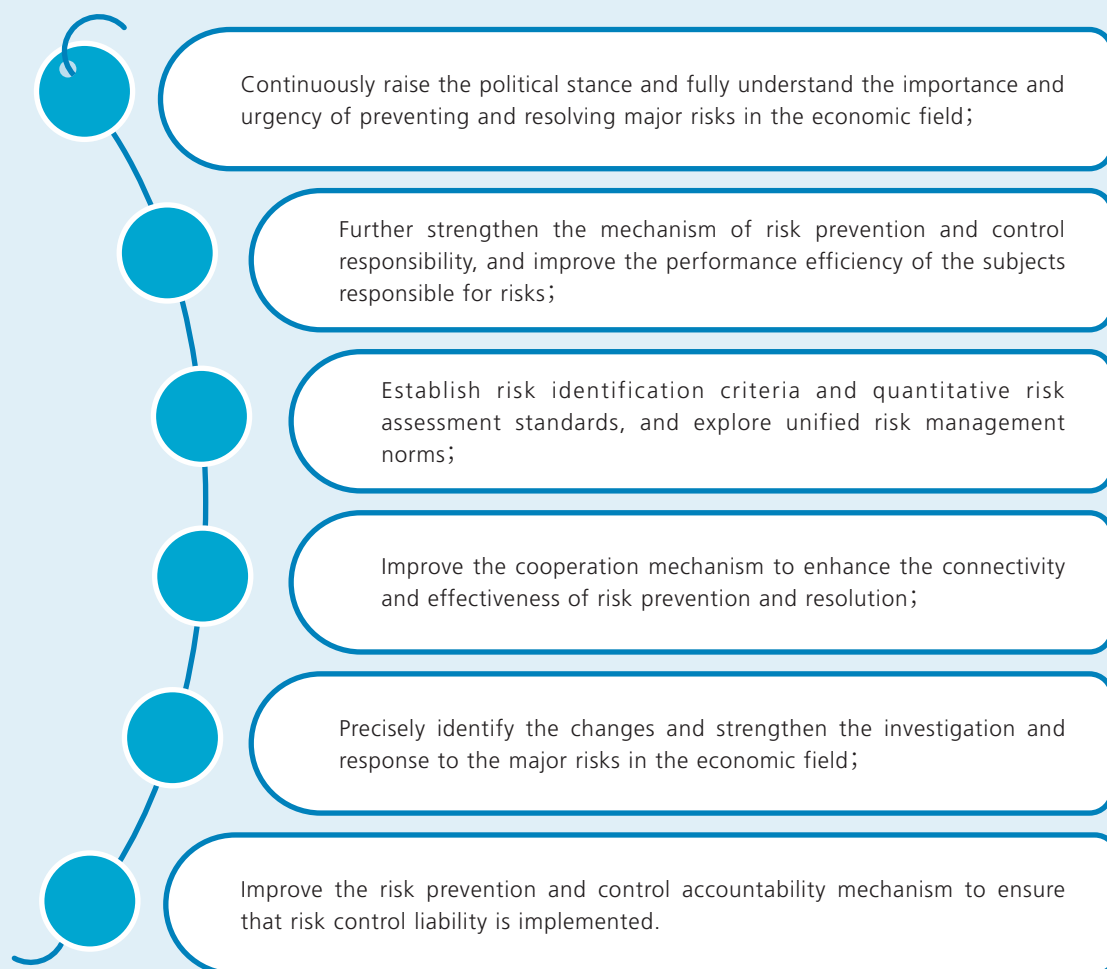 Continuously raise the political stance and fully understand the importance and
urgency of preventing and resolving major risks in the economic field；
Further strengthen the mechanism of risk prevention and control
responsibility, and improve the performance efficiency of the subjects
responsible for risks；
Establish risk identification criteria and quantitative risk
assessment standards, and explore unified risk management
norms；
Improve the cooperation mechanism to enhance the connectivity
and effectiveness of risk prevention and resolution；
Precisely identify the changes and strengthen the investigation and
response to the major risks in the economic field；
Improve the risk prevention and control accountability mechanism to ensure
that risk control liability is implemented.